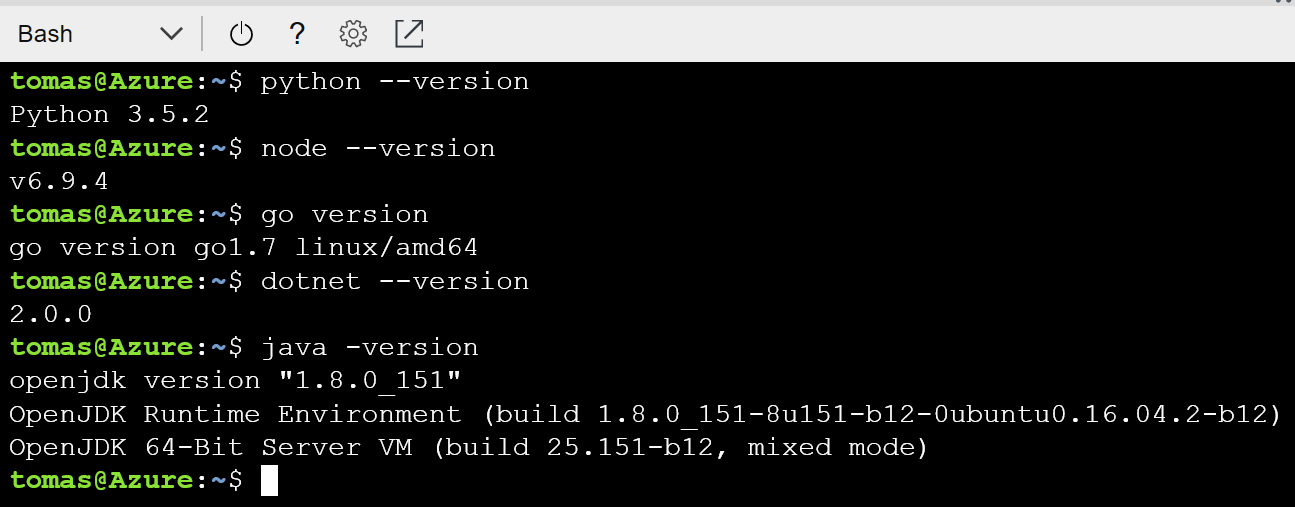 Bash
?
tomas@Azure:~$ python --version
Python 3.5.2
tomas@Azure:~$ node --version
v6.9.4
tomas@Azure:~$ go version
go version go1.7 linux/amd64
tomas@Azure:~$ dotnet --version
2.0.0
tomas@Azure:~$ java -version
openjdk version "1.8.0_151"
OpenJDK Runtime Environment (build 1.8.0_151-8u151-b12-0ubuntu0.16.04.2-b12)
OpenJDK 64-Bit Server VM (build 25.151-b12, mixed mode)
tomas@Azure:~$